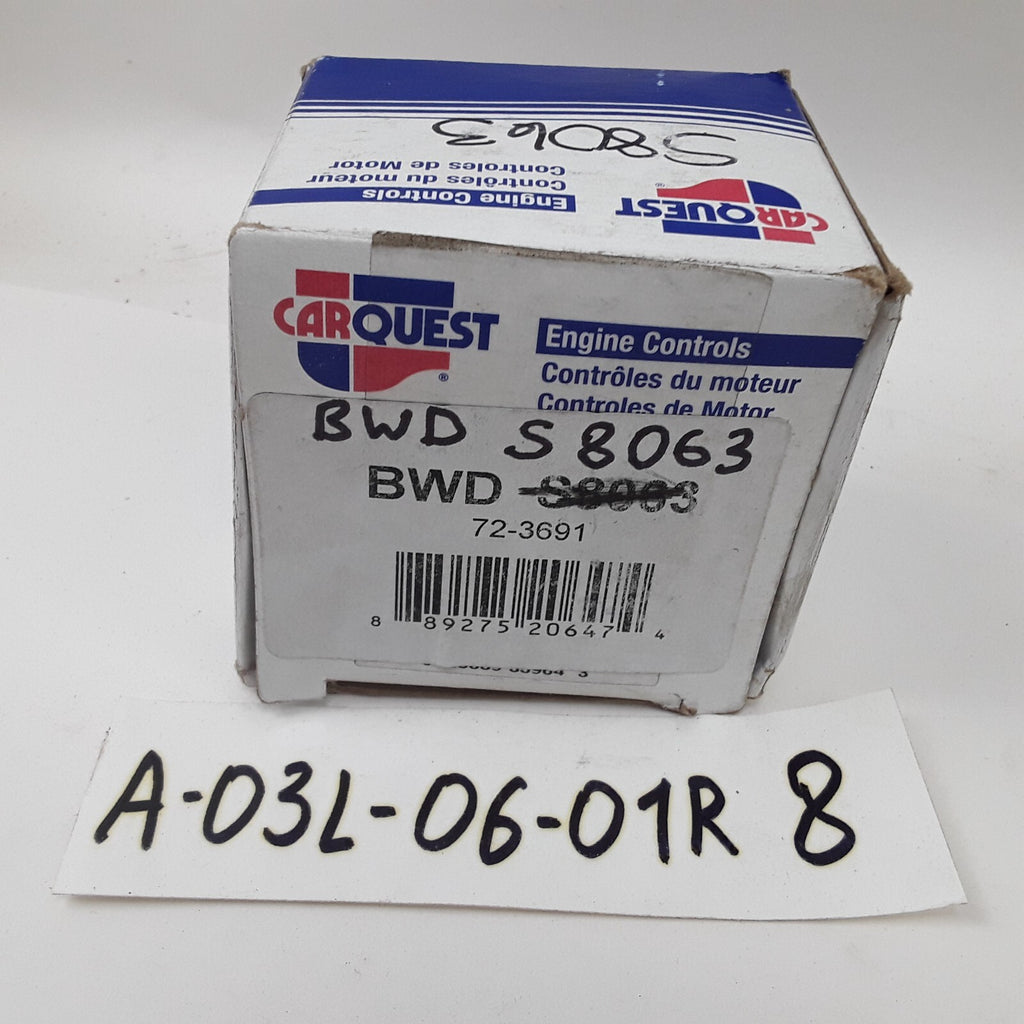 S8063
Contrôles du moteur
Controles de Motor
Engine Controls
CARQUEST
CARQUEST
Engine Controls
Contrôles du moteur
Controles de Motor
BWD S 8063
BWD S8063
72-3691
8 89275 20647 4
A-03L-06-01R 8